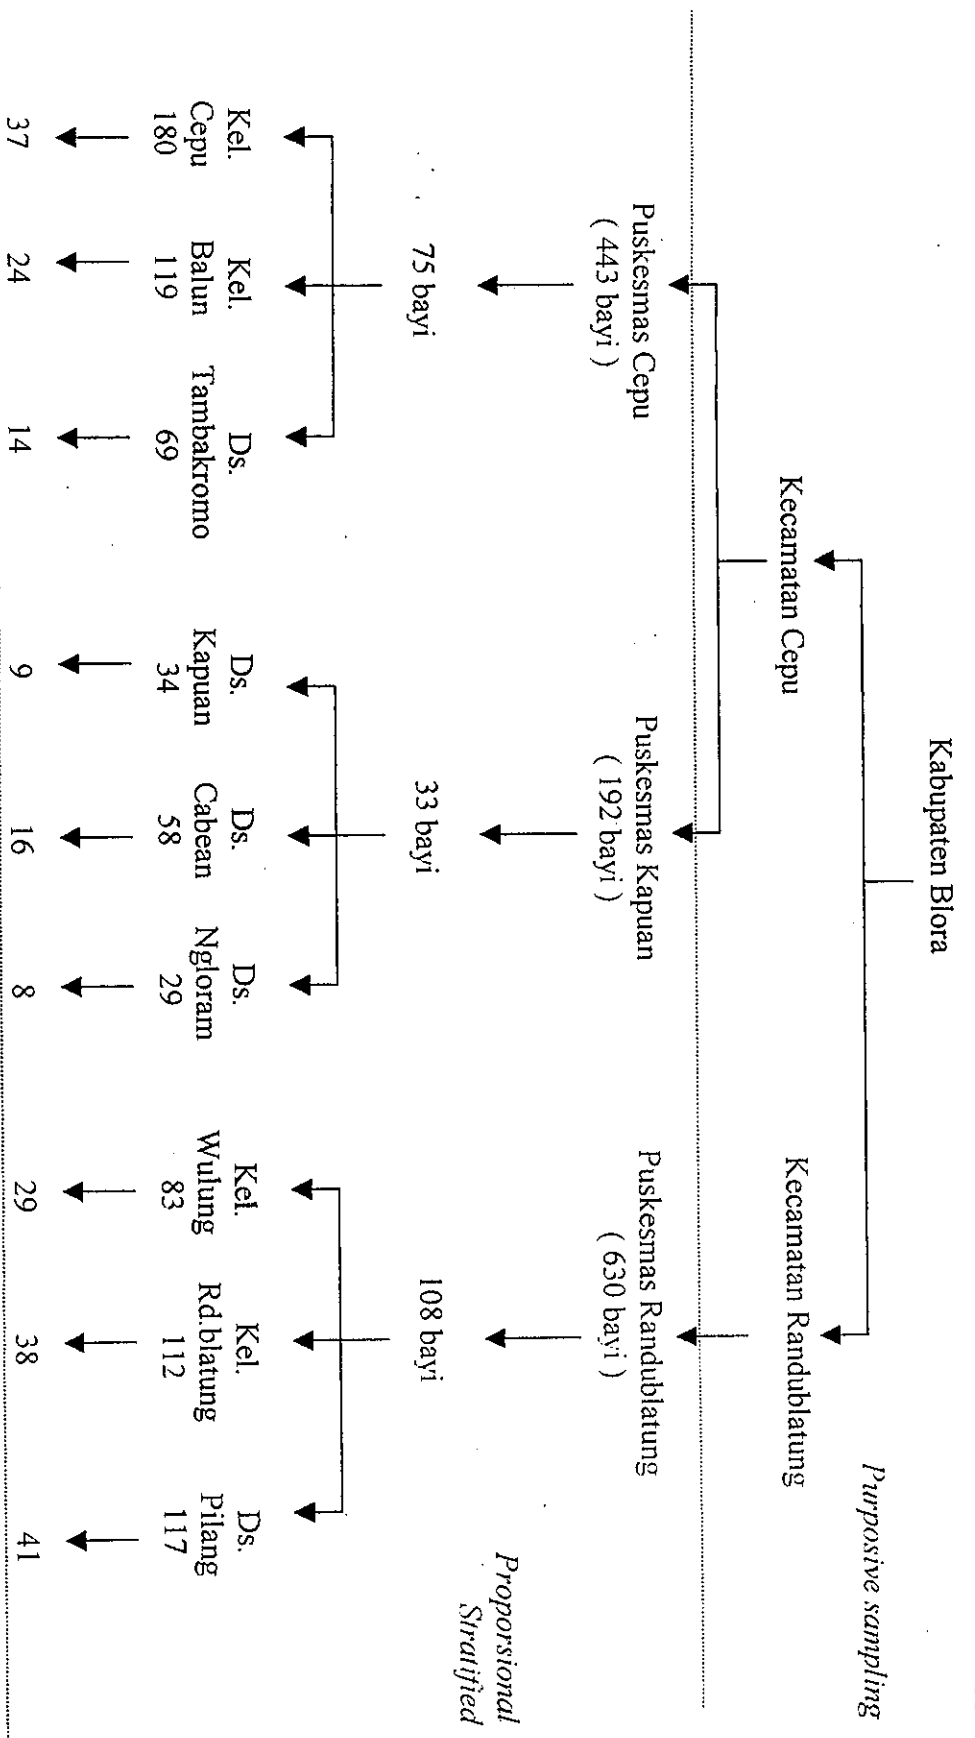 Kabupaten Blora
Purposive sampling
Kecamatan Cepu
Kecamatan Randublatung
Puskesmas Cepu
( 443 bayi )
Puskesmas Kapuan
( 192 bayi )
Puskesmas Randublatung
( 630 bayi )
Proporsional
Stratified
75 bayi
33 bayi
108 bayi
Kel.
Cepu
180
Kel.
Balun
119
Ds.
Tambakromo
69
Ds.
Kapuan
34
Ds.
Cabean
58
Ds.
Ngloram
29
Kel.
Wulung
83
Kel.
Rd.blatung
112
Ds.
Pilang
117
37
24
14
9
16
8
29
38
41